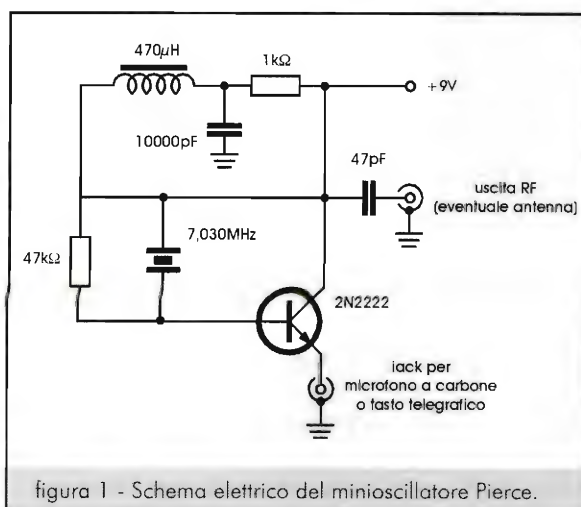 470µH
1kΩ
+9V
10000pF
47pF
uscita RF
(eventuale antenna)
7,030MHz
47kΩ
2N2222
iack per
microfono a carbone
o tasto telegrafico
figura 1 - Schema elettrico del minioscillatore Pierce.